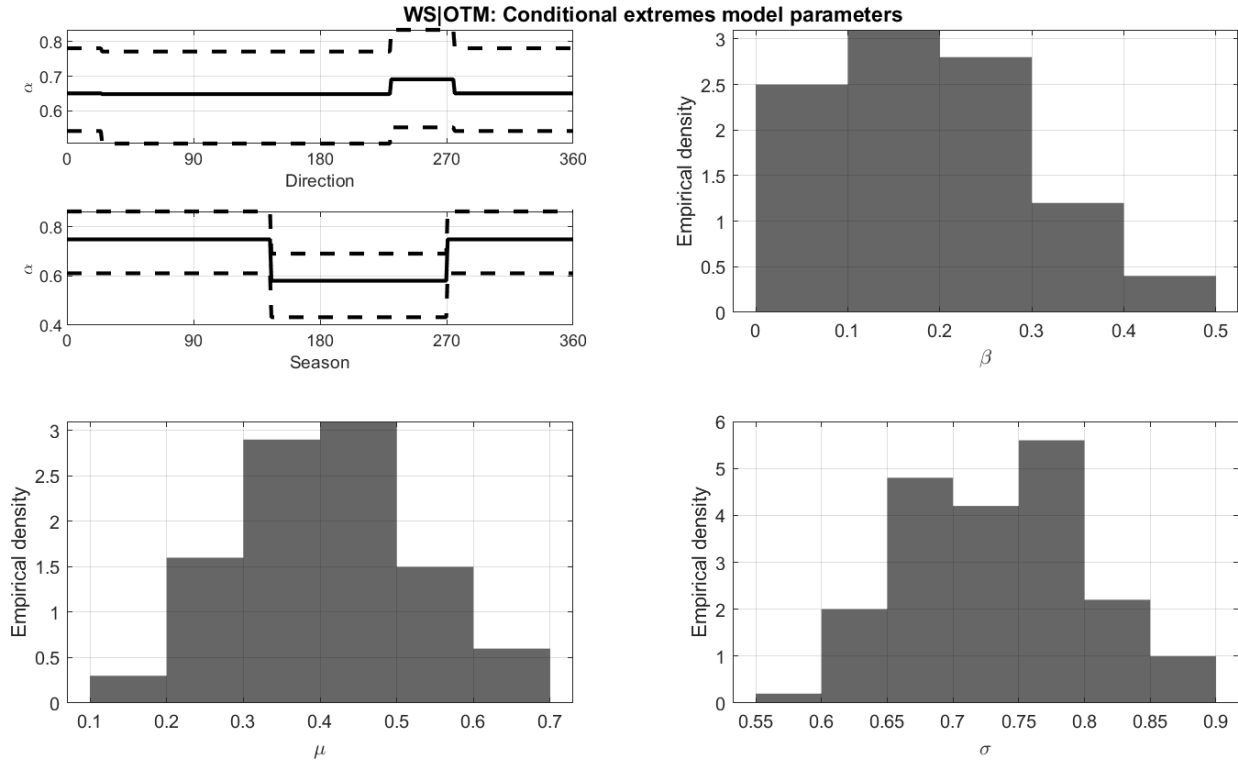 WS|OTM: Conditional extremes model parameters
0.8
0.7
0.6
α
0 90 180 270 360
Direction
0.8
0.6
0.4
α
0 90 180 270 360
Season
3
2.5
2
1.5
1
0.5
0
Empirical density
0 0.1 0.2 0.3 0.4 0.5
β
3
2.5
2
1.5
1
0.5
0
Empirical density
0.1 0.2 0.3 0.4 0.5 0.6 0.7
μ
6
5
4
3
2
1
0
Empirical density
0.55 0.6 0.65 0.7 0.75 0.8 0.85 0.9
σ